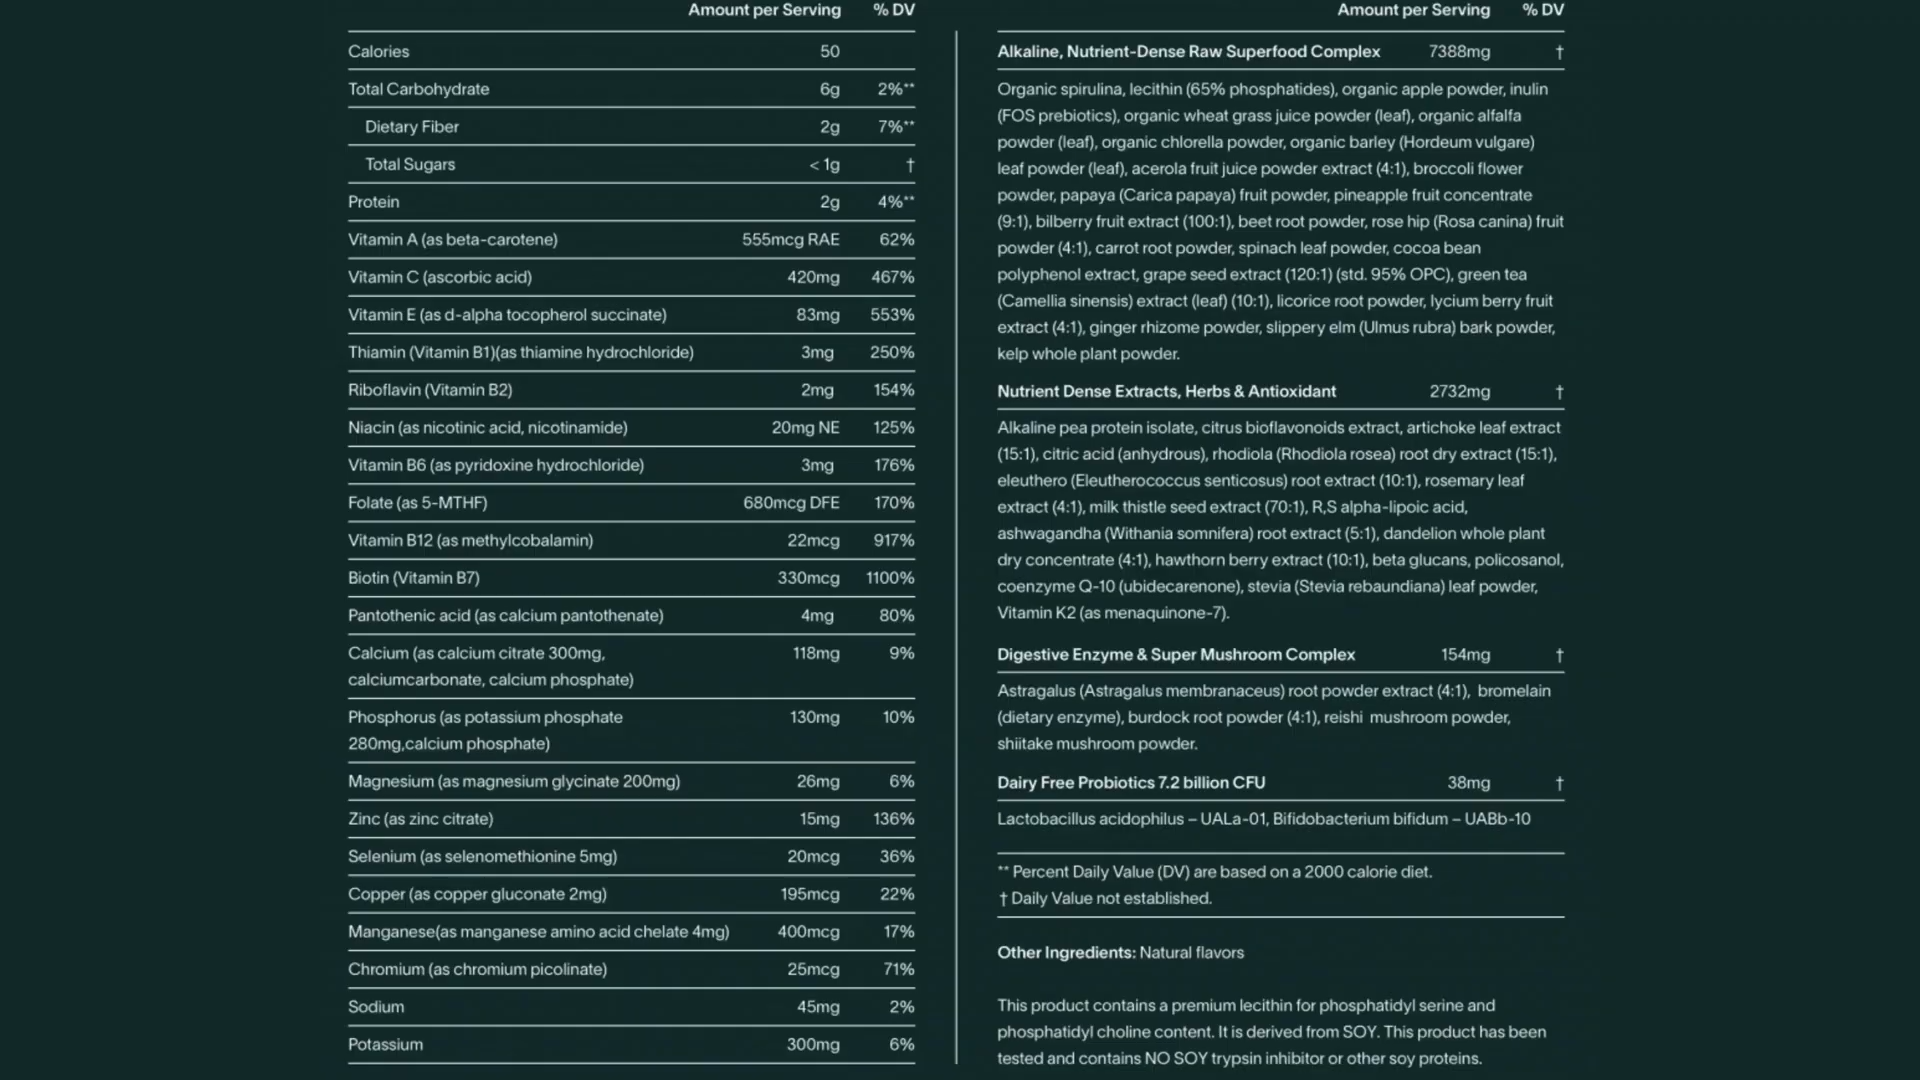 Amount per Serving % DV
Calories 50
Total Carbohydrate 6g 2%**
Dietary Fiber 2g 7%**
Total Sugars < 1g †
Protein 2g 4%**
Vitamin A (as beta-carotene) 555mcg RAE 62%
Vitamin C (ascorbic acid) 420mg 467%
Vitamin E (as d-alpha tocopherol succinate) 83mg 553%
Thiamin (Vitamin B1)(as thiamine hydrochloride) 3mg 250%
Riboflavin (Vitamin B2) 2mg 154%
Niacin (as nicotinic acid, nicotinamide) 20mg NE 125%
Vitamin B6 (as pyridoxine hydrochloride) 3mg 176%
Folate (as 5-MTHF) 680mcg DFE 170%
Vitamin B12 (as methylcobalamin) 22mcg 917%
Biotin (Vitamin B7) 330mcg 1100%
Pantothenic acid (as calcium pantothenate) 4mg 80%
Calcium (as calcium citrate 300mg, 118mg 9%
calciumcarbonate, calcium phosphate)
Phosphorus (as potassium phosphate 130mg 10%
280mg,calcium phosphate)
Magnesium (as magnesium glycinate 200mg) 26mg 6%
Zinc (as zinc citrate) 15mg 136%
Selenium (as selenomethionine 5mg) 20mcg 36%
Copper (as copper gluconate 2mg) 195mcg 22%
Manganese(as manganese amino acid chelate 4mg) 400mcg 17%
Chromium (as chromium picolinate) 25mcg 71%
Sodium 45mg 2%
Potassium 300mg 6%
Amount per Serving % DV
Alkaline, Nutrient-Dense Raw Superfood Complex 7388mg †
Organic spirulina, lecithin (65% phosphatides), organic apple powder, inulin
(FOS prebiotics), organic wheat grass juice powder (leaf), organic alfalfa
powder (leaf), organic chlorella powder, organic barley (Hordeum vulgare)
leaf powder (leaf), acerola fruit juice powder extract (4:1), broccoli flower
powder, papaya (Carica papaya) fruit powder, pineapple fruit concentrate
(9:1), bilberry fruit extract (100:1), beet root powder, rose hip (Rosa canina) fruit
powder (4:1), carrot root powder, spinach leaf powder, cocoa bean
polyphenol extract, grape seed extract (120:1) (std. 95% OPC), green tea
(Camellia sinensis) extract (leaf) (10:1), licorice root powder, lycium berry fruit
extract (4:1), ginger rhizome powder, slippery elm (Ulmus rubra) bark powder,
kelp whole plant powder.
Nutrient Dense Extracts, Herbs & Antioxidant 2732mg †
Alkaline pea protein isolate, citrus bioflavonoids extract, artichoke leaf extract
(15:1), citric acid (anhydrous), rhodiola (Rhodiola rosea) root dry extract (15:1),
eleuthero (Eleutherococcus senticosus) root extract (10:1), rosemary leaf
extract (4:1), milk thistle seed extract (70:1), R,S alpha-lipoic acid,
ashwagandha (Withania somnifera) root extract (5:1), dandelion whole plant
dry concentrate (4:1), hawthorn berry extract (10:1), beta glucans, policosanol,
coenzyme Q-10 (ubidecarenone), stevia (Stevia rebaundiana) leaf powder,
Vitamin K2 (as menaquinone-7).
Digestive Enzyme & Super Mushroom Complex 154mg †
Astragalus (Astragalus membranaceus) root powder extract (4:1), bromelain
(dietary enzyme), burdock root powder (4:1), reishi mushroom powder,
shiitake mushroom powder.
Dairy Free Probiotics 7.2 billion CFU 38mg †
Lactobacillus acidophilus – UALa-01, Bifidobacterium bifidum – UABb-10
** Percent Daily Value (DV) are based on a 2000 calorie diet.
† Daily Value not established.
Other Ingredients: Natural flavors
This product contains a premium lecithin for phosphatidyl serine and
phosphatidyl choline content. It is derived from SOY. This product has been
tested and contains NO SOY trypsin inhibitor or other soy proteins.